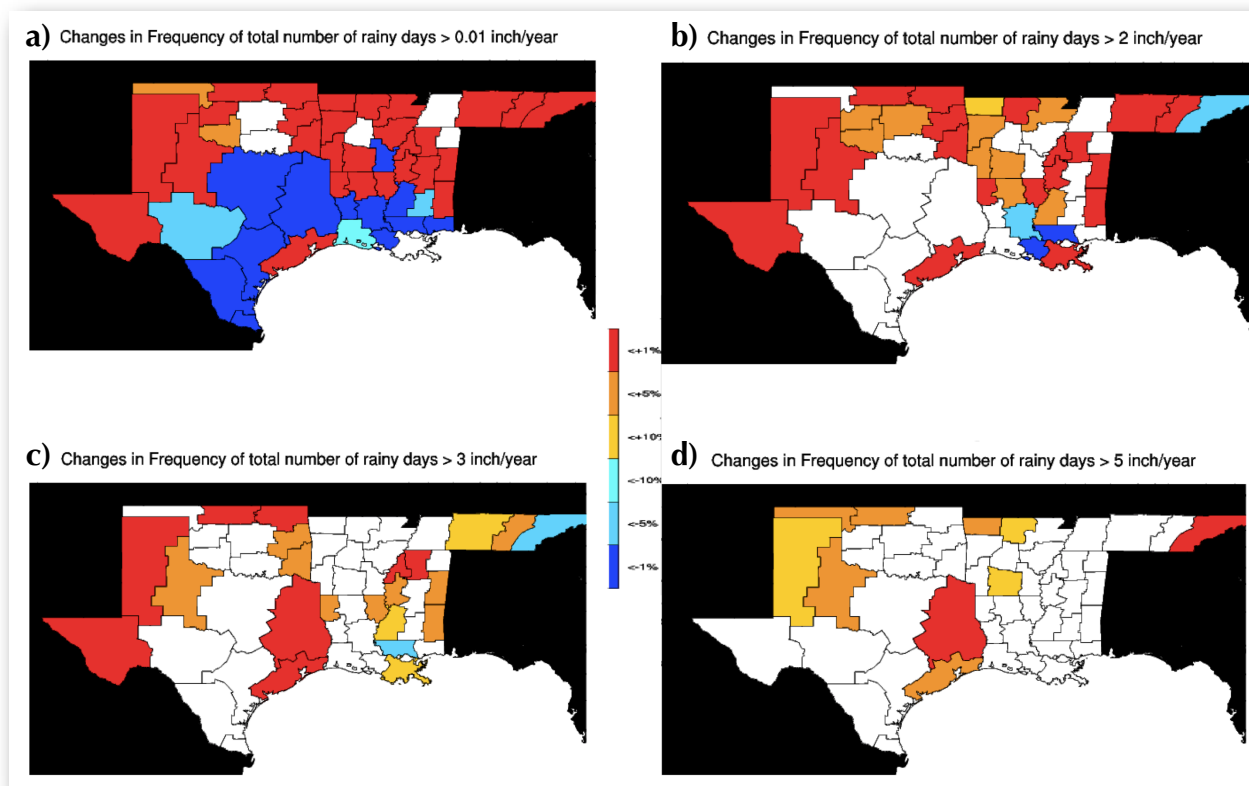 a) Changes in Frequency of total number of rainy days > 0.01 inch/year
b) Changes in Frequency of total number of rainy days > 2 inch/year
<+1%
<+5%
<+10%
<-10%
<-5%
<-1%
c) Changes in Frequency of total number of rainy days > 3 inch/year
d) Changes in Frequency of total number of rainy days > 5 inch/year